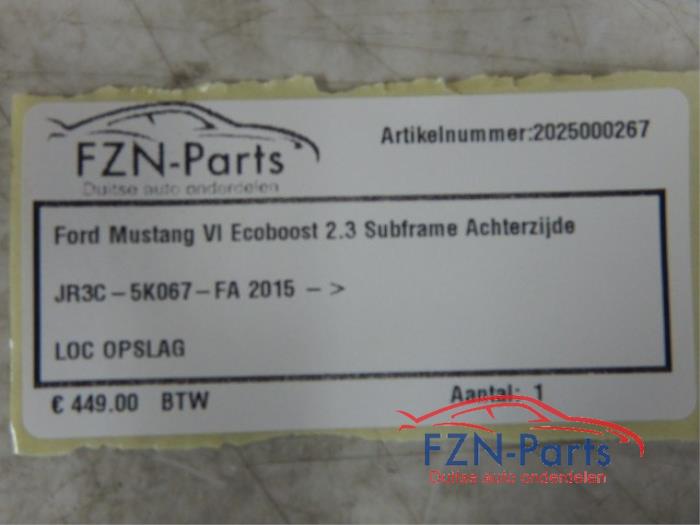 FZN-Parts
Duitse auto onderdelen
Artikelnummer:2025000267
Ford Mustang VI Ecoboost 2.3 Subframe Achterzijde
JR3C-5K067-FA 2015 ->
LOC OPSLAG
€ 449.00 BTW
Aantal: 1
FZN-Parts
Duitse auto onderdelen